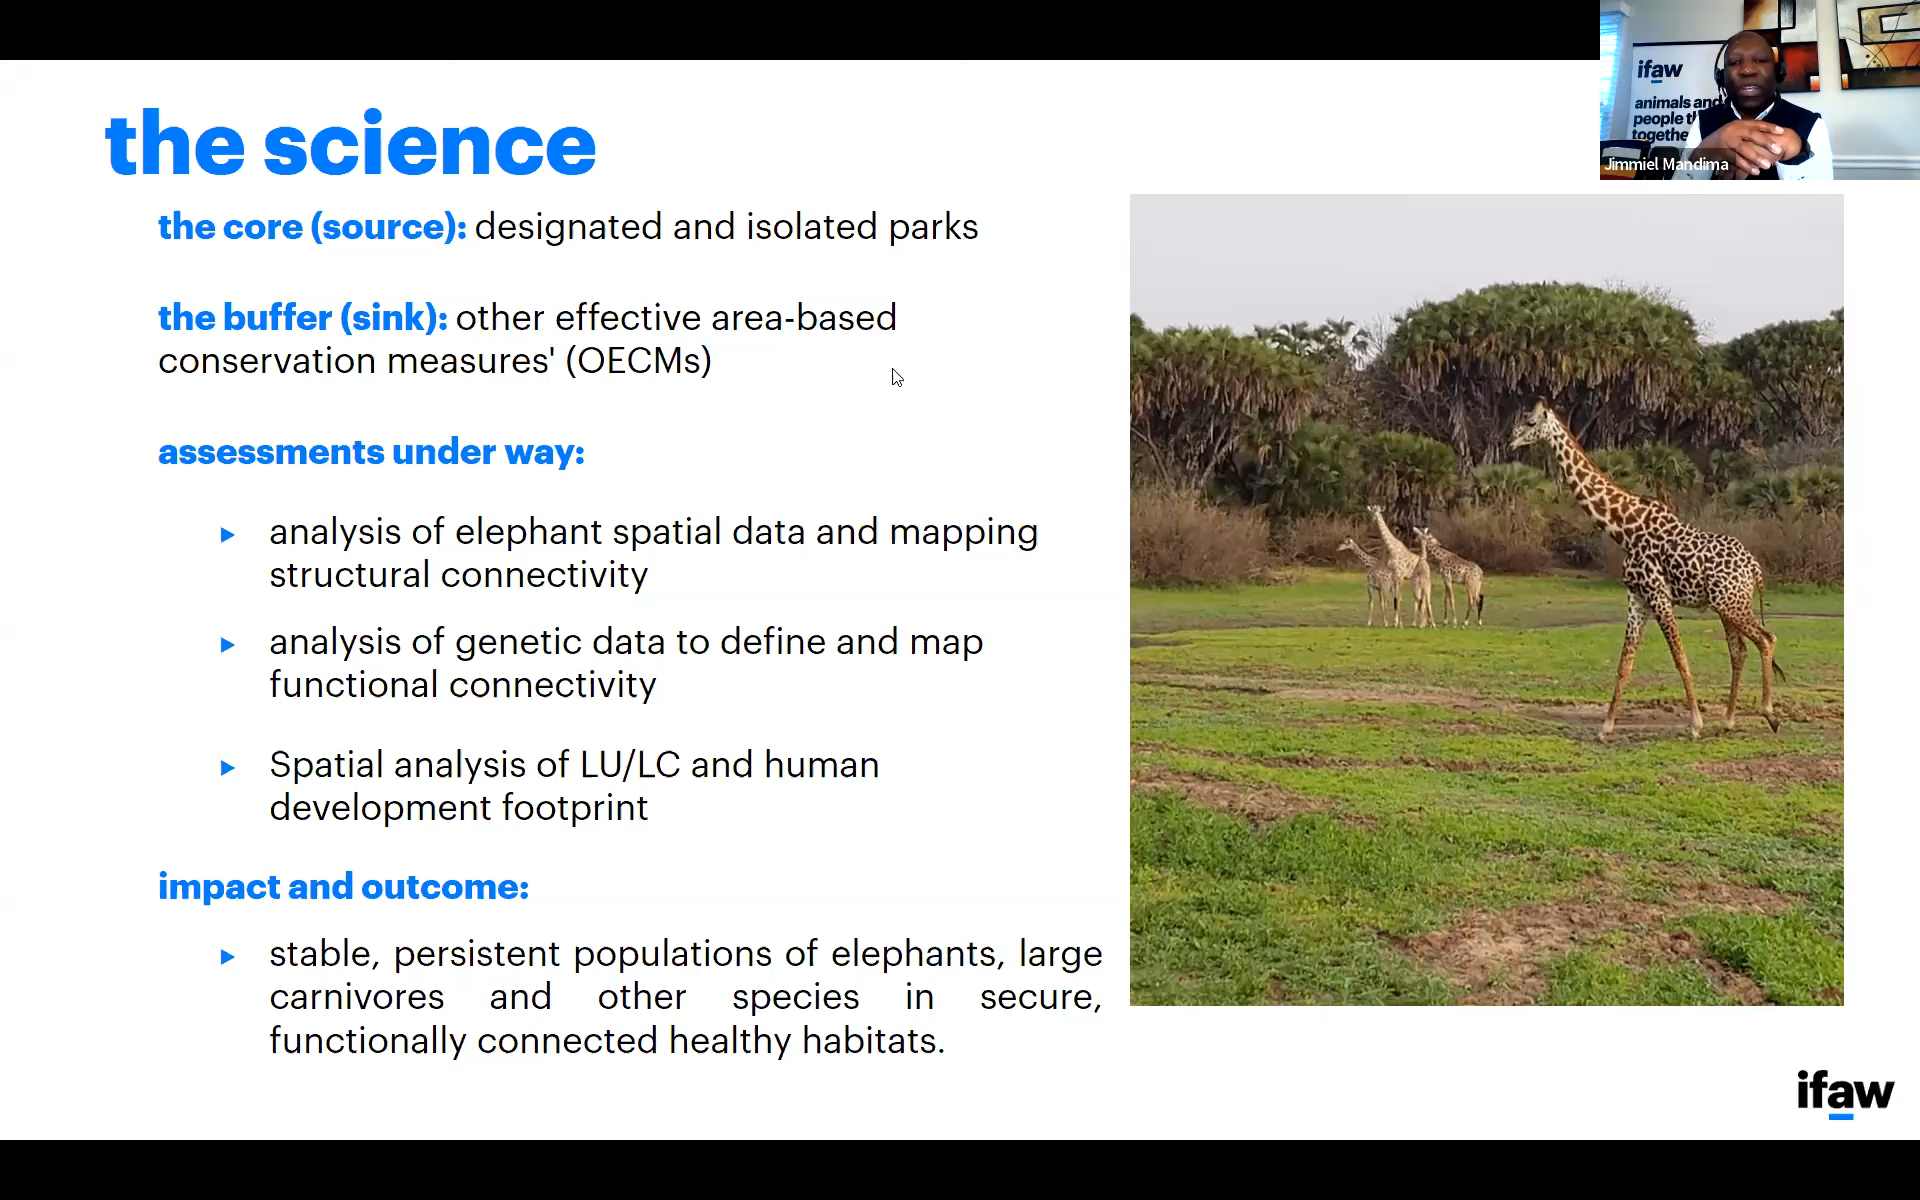 the science
the core (source): designated and isolated parks
the buffer (sink): other effective area-based
conservation measures' (OECMs)
assessments under way:
analysis of elephant spatial data and mapping
structural connectivity
analysis of genetic data to define and map
functional connectivity
Spatial analysis of LU/LC and human
development footprint
impact and outcome:
stable, persistent populations of elephants, large
carnivores and other species in secure,
functionally connected healthy habitats.
ifaw
animals and
people
togethe
Jimmiel Mandima
ifaw